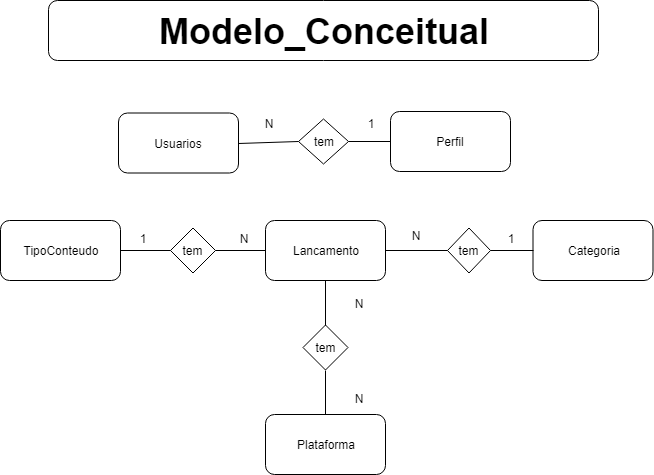 Modelo_Conceitual
N
1
Usuarios
tem
Perfil
1
N
N
1
TipoConteudo
tem
Lancamento
tem
Categoria
N
tem
N
Plataforma